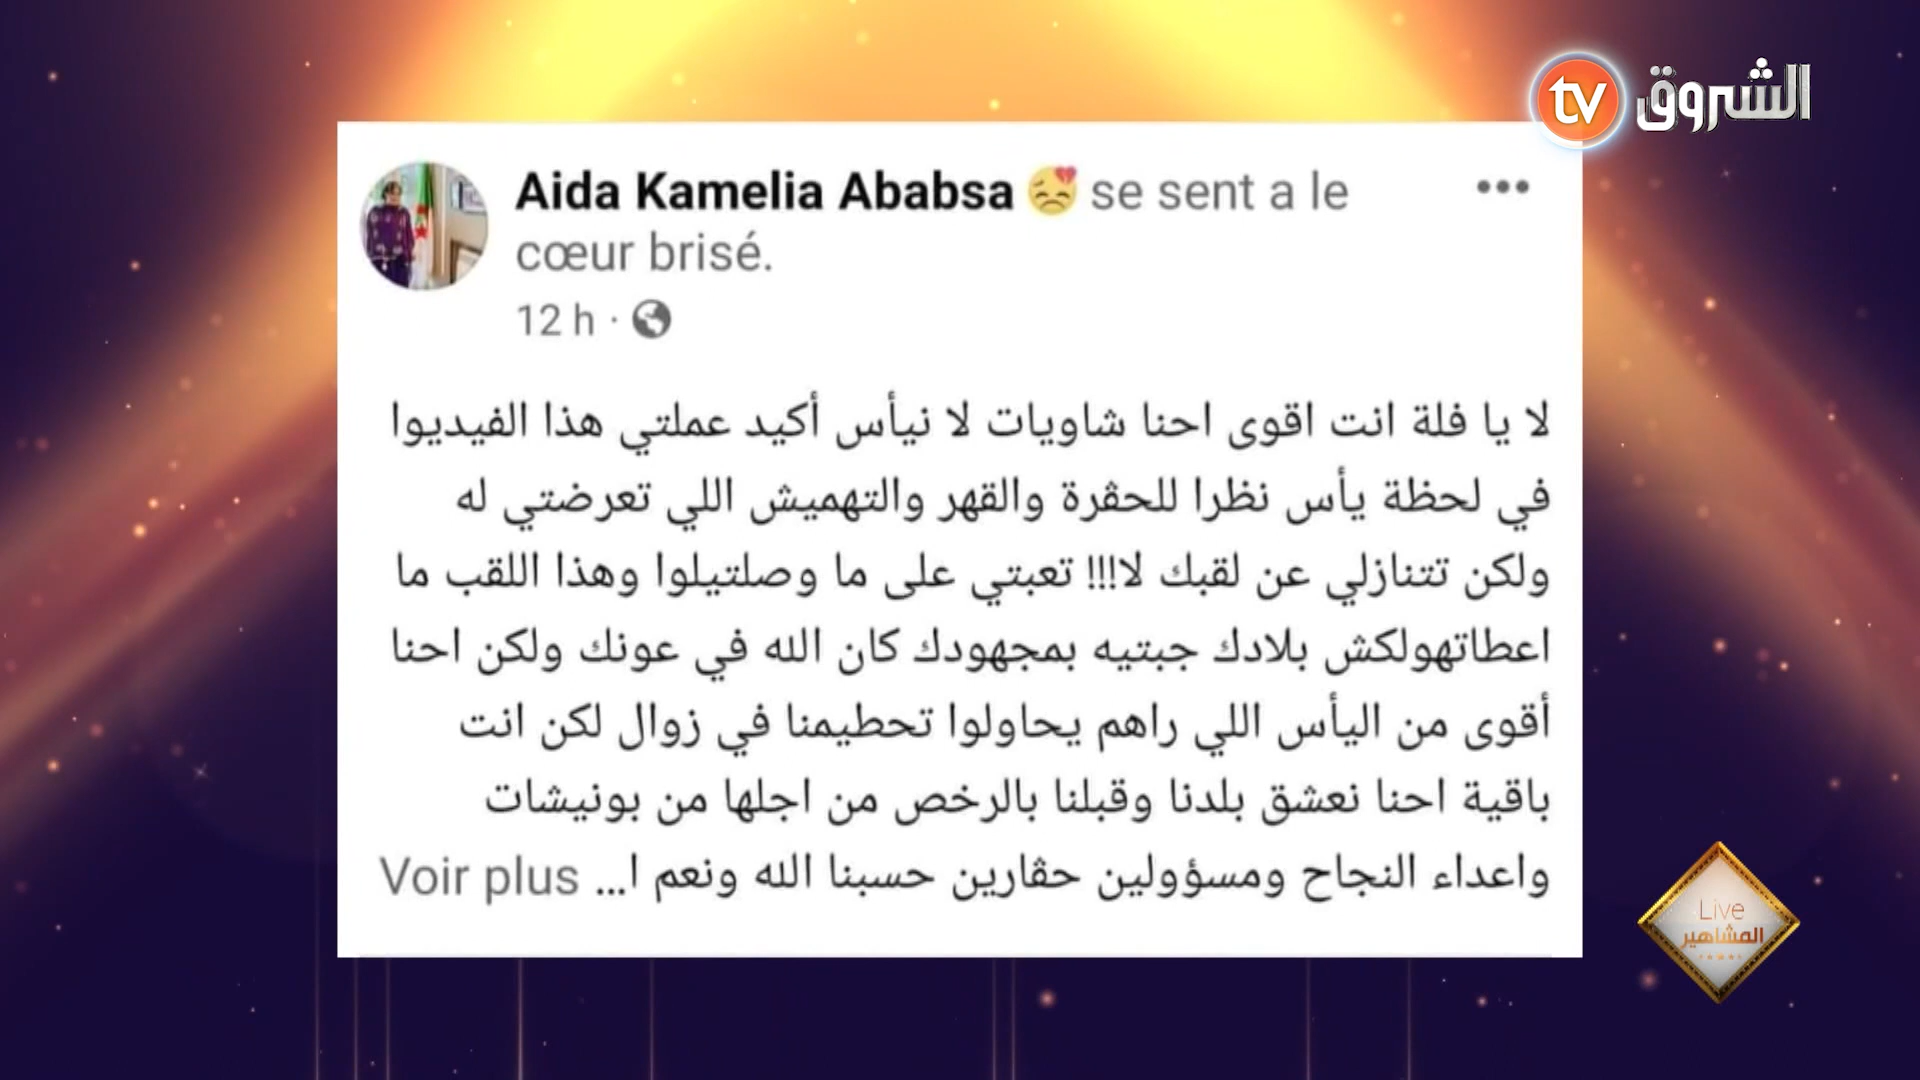 tv الشروق
Aida Kamelia Ababsa 😔 se sent a le
cœur brisé.
12 h ·
لا يا فلة انت اقوى احنا شاويات لا نيأس أكيد عملتي هذا الفيديوا
في لحظة يأس نظرا للحڨرة والقهر والتهميش اللي تعرضتي له
ولكن تتنازلي عن لقبك لا!!! تعبتي على ما وصلتيلوا وهذا اللقب ما
اعطاتهولكش بلادك جبتيه بمجهودك كان الله في عونك ولكن احنا
أقوى من اليأس اللي راهم يحاولوا تحطيمنا في زوال لكن انت
باقية احنا نعشق بلدنا وقبلنا بالرخص من اجلها من بونيشات
واعداء النجاح ومسؤولين حڨارين حسبنا الله ونعم ا... Voir plus
Live
المشاهير